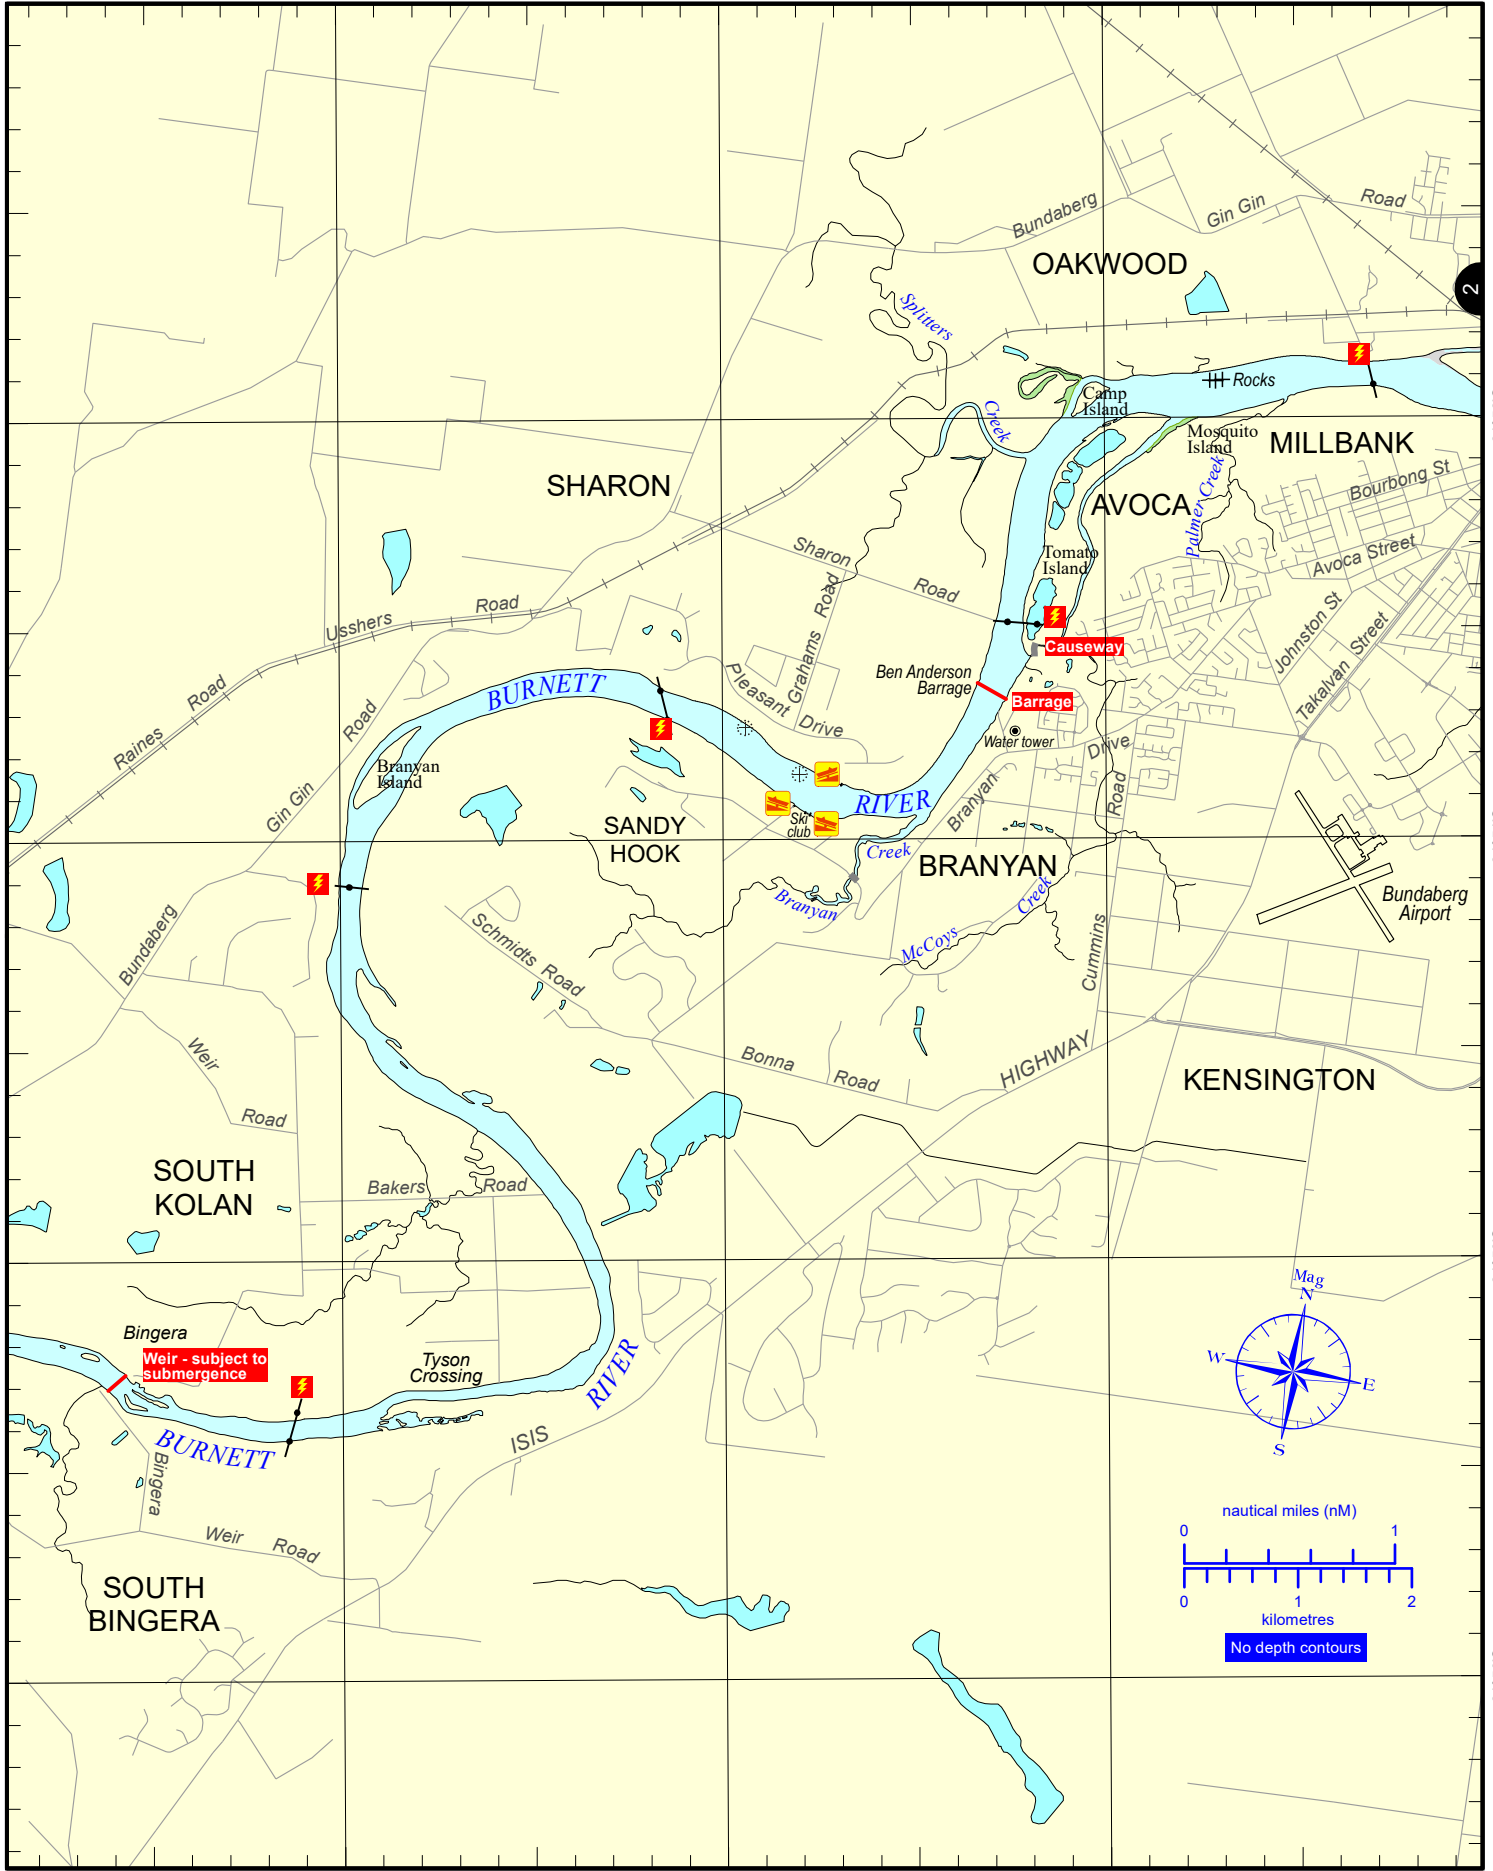 Bundaberg
Gin Gin
Road
OAKWOOD
2
Splitters
Creek
Rocks
Camp
Island
Mosquito
Island
MILLBANK
Palmer Creek
Bourbong St
SHARON
AVOCA
Avoca Street
Sharon
Road
Tomato
Island
Grahams Road
Johnston St
Takalvan Street
Usshers
Road
Causeway
Ben Anderson
Barrage
Barrage
Water tower
Pleasant
Drive
BURNETT
Raines
Road
Road
Gin Gin
Bundaberg
Branyan
Island
RIVER
Ski
club
Branyan
Drive
Road
Cummins
SANDY
HOOK
Creek
Branyan
BRANYAN
Creek
McCoys
Bundaberg
Airport
Schmidts Road
Weir
Road
Bonna
Road
HIGHWAY
KENSINGTON
SOUTH
KOLAN
Bakers
Road
Mag
N
W
E
S
Bingera
Weir - subject to
submergence
Tyson
Crossing
RIVER
BURNETT
ISIS
Bingera
Weir
Road
SOUTH
BINGERA
nautical miles (nM)
0
1
0
1
2
kilometres
No depth contours